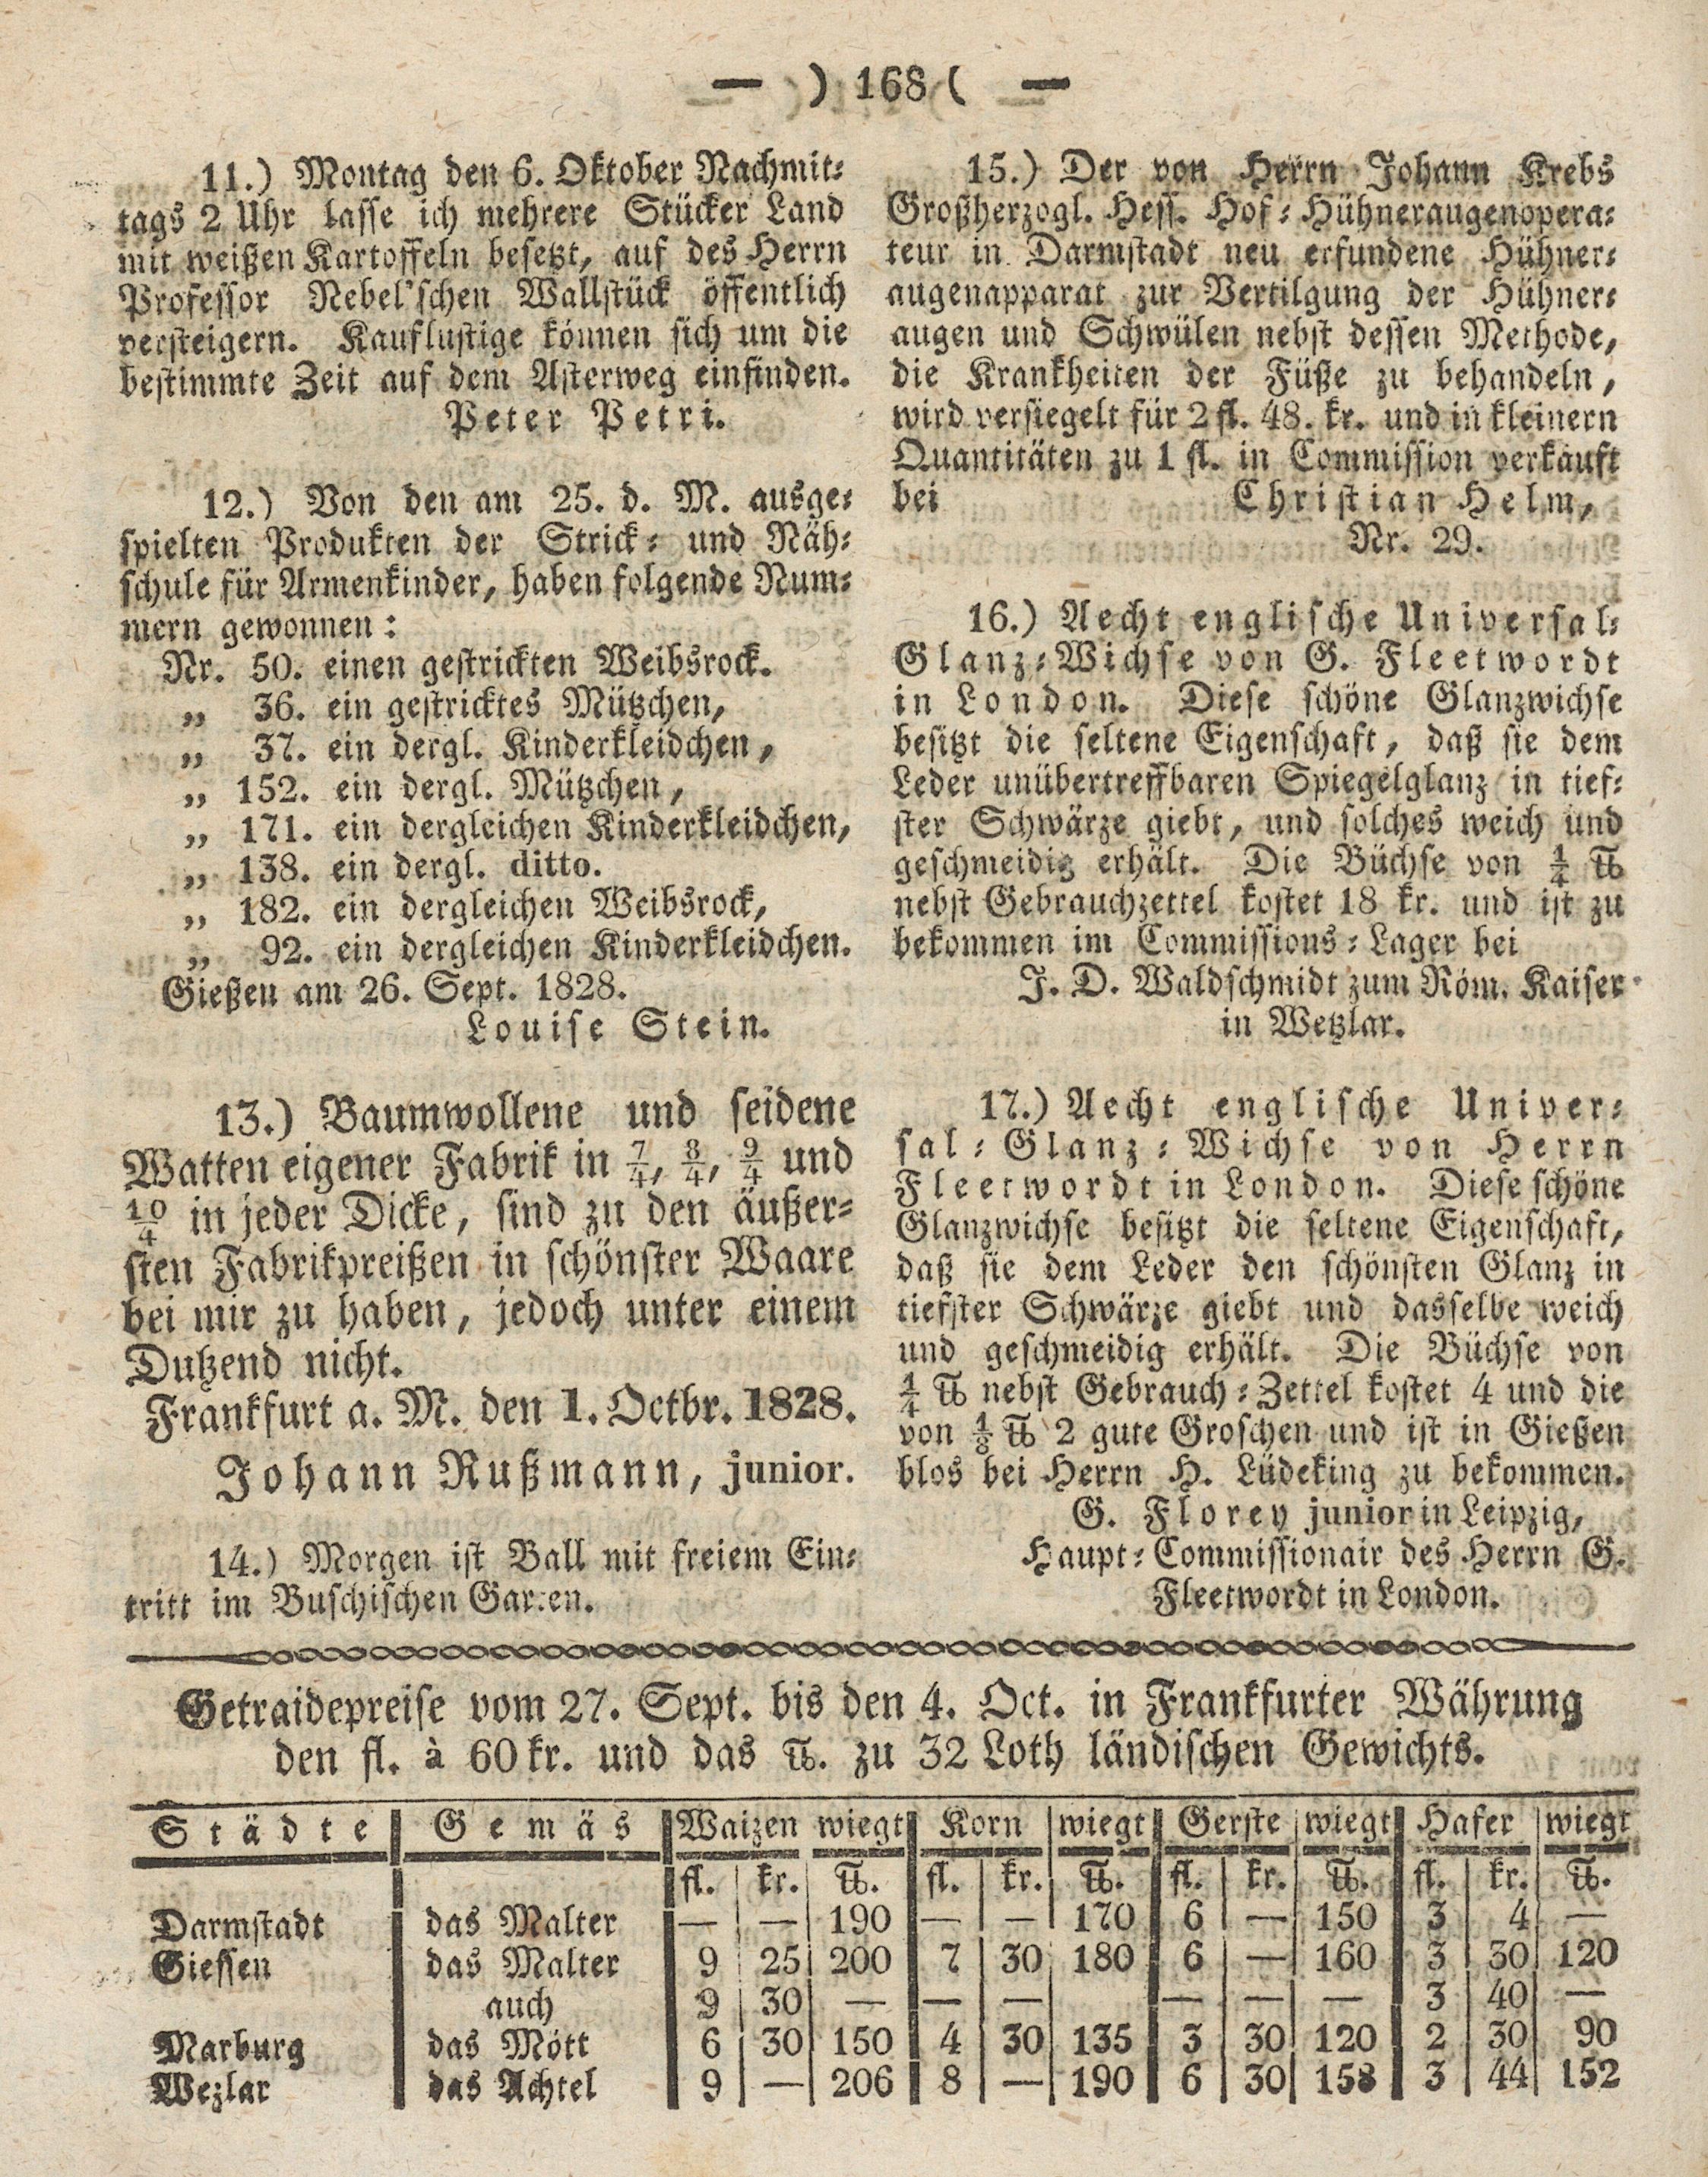 — ) 168 ( —
11.) Montag den 6. Oktober Nachmit⸗
tags 2 Uhr lasse ich mehrere Stücker Land
mit weißen Kartoffeln besetzt, auf des Herrn
Professor Nebel'schen Wallstück öffentlich
versteigern. Kauflustige können sich um die
bestimmte Zeit auf dem Asterweg einfinden.
Peter Petri.
12.) Von den am 25. d. M. ausge⸗
spielten Produkten der Strick⸗ und Näh⸗
schule für Armenkinder, haben folgende Num⸗
mern gewonnen:
Nr. 50. einen gestrickten Weibsrock.
„ 36. ein gestricktes Mützchen,
„ 37. ein dergl. Kinderkleidchen,
„ 152. ein dergl. Mützchen,
„ 171. ein dergleichen Kinderkleidchen,
„ 138. ein dergl. ditto.
„ 182. ein dergleichen Weibsrock,
„ 92. ein dergleichen Kinderkleidchen.
Gießen am 26. Sept. 1828.
Louise Stein.
13.) Baumwollene und seidene
Watten eigener Fabrik in 7/4, 8/4, 9/4 und
10/4 in jeder Dicke, sind zu den äußer⸗
sten Fabrikpreißen in schönster Waare
bei mir zu haben, jedoch unter einem
Dutzend nicht.
Frankfurt a. M. den 1. Octbr. 1828.
Johann Rußmann, junior.
14.) Morgen ist Ball mit freiem Ein⸗
tritt im Buschischen Garten.
15.) Der von Herrn Johann Krebs
Großherzogl. Hess. Hof⸗Hühneraugenopera⸗
teur in Darmstadt neu erfundene Hühner⸗
augenapparat zur Vertilgung der Hühner⸗
augen und Schwülen nebst dessen Methode,
die Krankheiten der Füße zu behandeln,
wird versiegelt für 2 fl. 48. kr. und in kleinern
Quantitäten zu 1 fl. in Commission verkauft
bei Christian Helm,
Nr. 29.
16.) Aecht englische Universal⸗
Glanz⸗Wichse von G. Fleetwordt
in London. Diese schöne Glanzwichse
besitzt die seltene Eigenschaft, daß sie dem
Leder unübertreffbaren Spiegelglanz in tief⸗
ster Schwärze giebt, und solches weich und
geschmeidig erhält. Die Büchse von 1/4 ℔
nebst Gebrauchzettel kostet 18 kr. und ist zu
bekommen im Commissions⸗Lager bei
J. D. Waldschmidt zum Röm. Kaiser
in Wetzlar.
17.) Aecht englische Univer⸗
sal⸗Glanz⸗Wichse von Herrn
Fleetwordt in London. Diese schöne
Glanzwichse besitzt die seltene Eigenschaft,
daß sie dem Leder den schönsten Glanz in
tiefster Schwärze giebt und dasselbe weich
und geschmeidig erhält. Die Büchse von
1/4 ℔ nebst Gebrauch⸗Zettel kostet 4 und die
von 1/8 ℔ 2 gute Groschen und ist in Gießen
blos bei Herrn H. Lüdeking zu bekommen.
G. Florey junior in Leipzig,
Haupt⸗Commissionair des Herrn G.
Fleetwordt in London.
Getraidepreise vom 27. Sept. bis den 4. Oct. in Frankfurter Währung
den fl. à 60 kr. und das ℔. zu 32 Loth ländischen Gewichts.
Städte Gemäs Waizen wiegt Korn wiegt Gerste wiegt Hafer wiegt
fl. kr. ℔. fl. kr. ℔. fl. kr. ℔. fl. kr. ℔.
Darmstadt das Malter — — 190 — — 170 6 — 150 3 4 —
Giessen das Malter 9 25 200 7 30 180 6 — 160 3 30 120
auch 9 30 — — — — — — 3 40 —
Marburg das Mött 6 30 150 4 30 135 3 30 120 2 30 90
Wezlar das Achtel 9 — 206 8 — 190 6 30 158 3 44 152